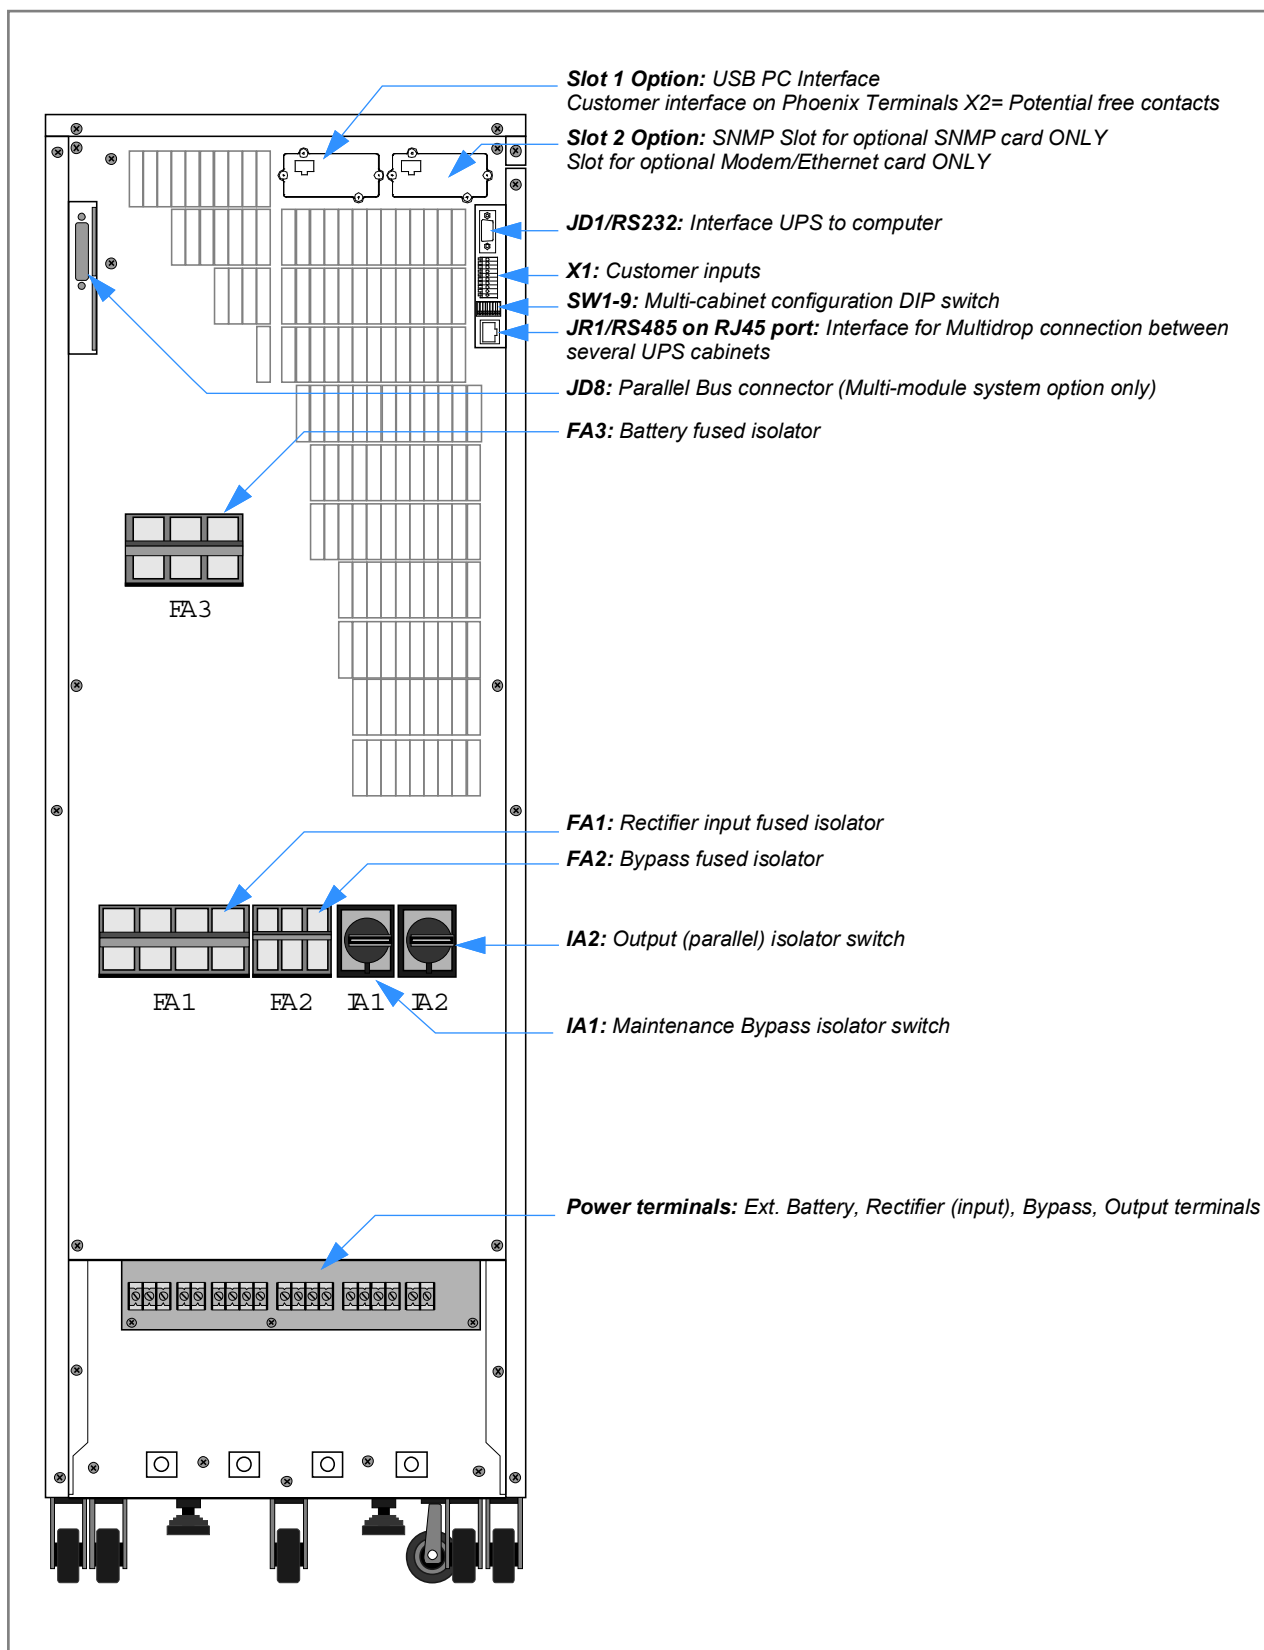 Slot 1 Option: USB PC Interface
Customer interface on Phoenix Terminals X2= Potential free contacts
Slot 2 Option: SNMP Slot for optional SNMP card ONLY
Slot for optional Modem/Ethernet card ONLY
JD1/RS232: Interface UPS to computer
X1: Customer inputs
SW1-9: Multi-cabinet configuration DIP switch
JR1/RS485 on RJ45 port: Interface for Multidrop connection between
several UPS cabinets
JD8: Parallel Bus connector (Multi-module system option only)
FA3: Battery fused isolator
FA3
FA1: Rectifier input fused isolator
FA2: Bypass fused isolator
IA2: Output (parallel) isolator switch
FA1 FA2 IA1 IA2
IA1: Maintenance Bypass isolator switch
Power terminals: Ext. Battery, Rectifier (input), Bypass, Output terminals